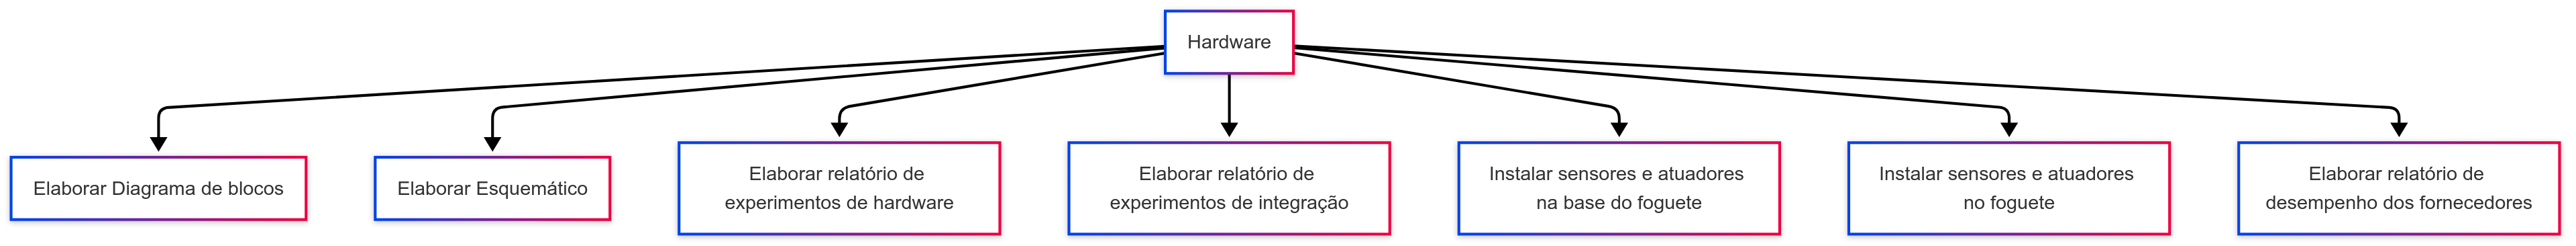 Hardware
Elaborar Diagrama de blocos
Elaborar Esquemático
Elaborar relatório de
experimentos de hardware
Elaborar relatório de
experimentos de integração
Instalar sensores e atuadores
na base do foguete
Instalar sensores e atuadores
no foguete
Elaborar relatório de
desempenho dos fornecedores